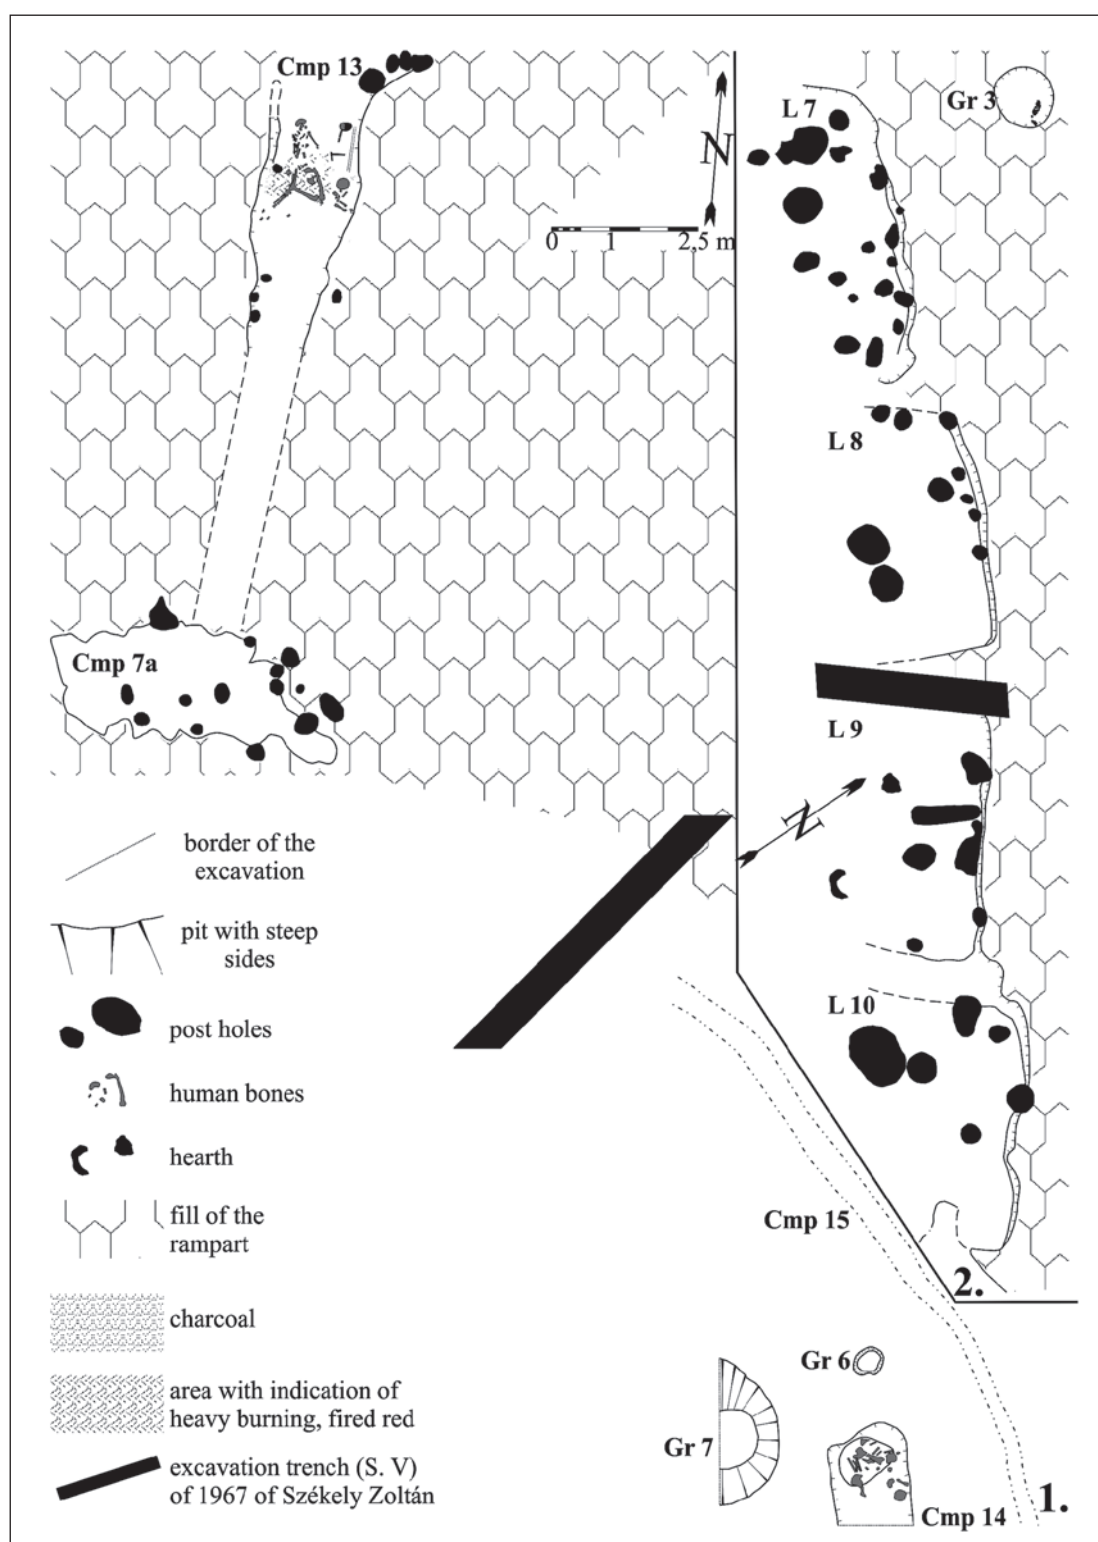 Cmp 13
N
0 1 2,5 m
L 7
Gr 3
L 8
Cmp 7a
L 9
N
L 10
border of the
excavation
pit with steep
sides
post holes
human bones
hearth
fill of the
rampart
charcoal
area with indication of
heavy burning, fired red
excavation trench (S. V)
of 1967 of Székely Zoltán
Cmp 15
2.
Gr 6
Gr 7
Cmp 14
1.